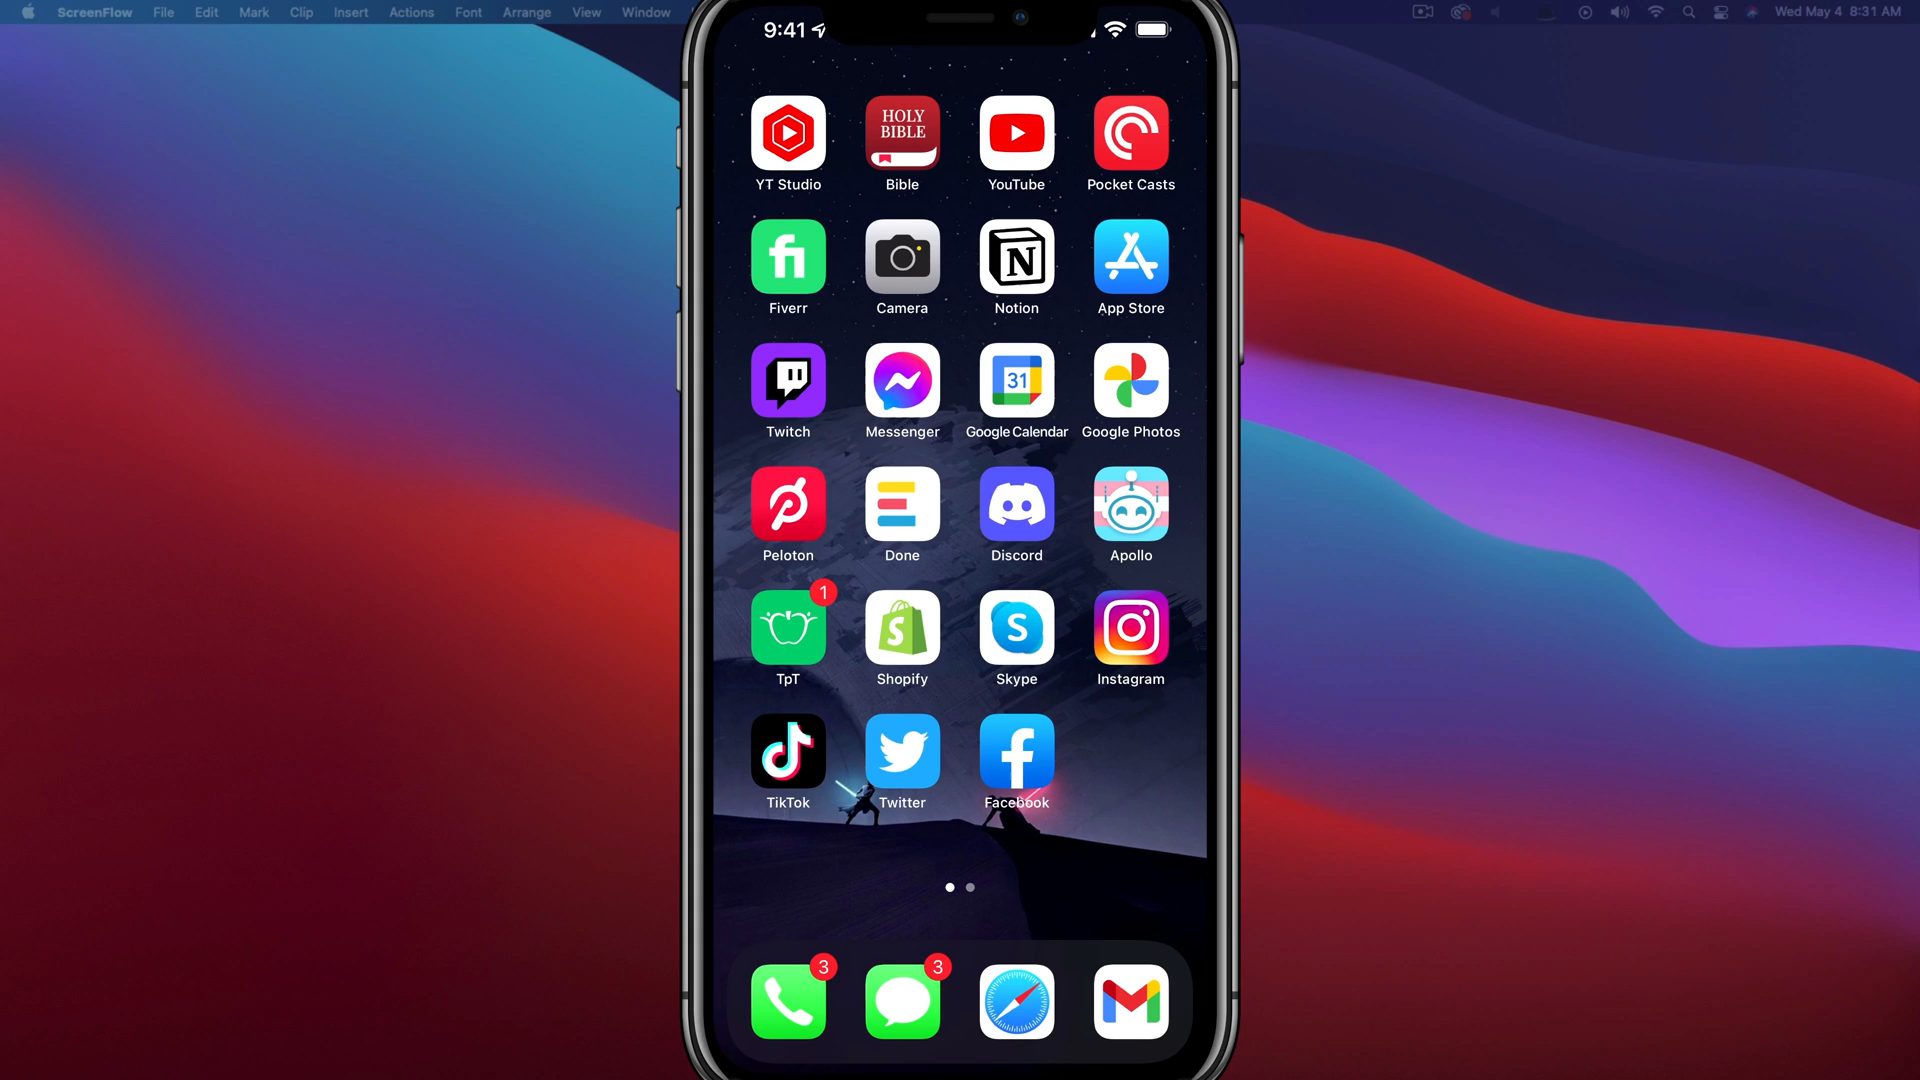 ScreenFlow File Edit Mark Clip Insert Actions Font Arrange View Window
Wed May 4 8:31 AM
9:41
HOLY
BIBLE
YT Studio Bible YouTube Pocket Casts
fi N
Fiverr Camera Notion App Store
31
Twitch Messenger Google Calendar Google Photos
Peloton Done Discord Apollo
1
S S
TpT Shopify Skype Instagram
f
TikTok Twitter Facebook
3 3
M